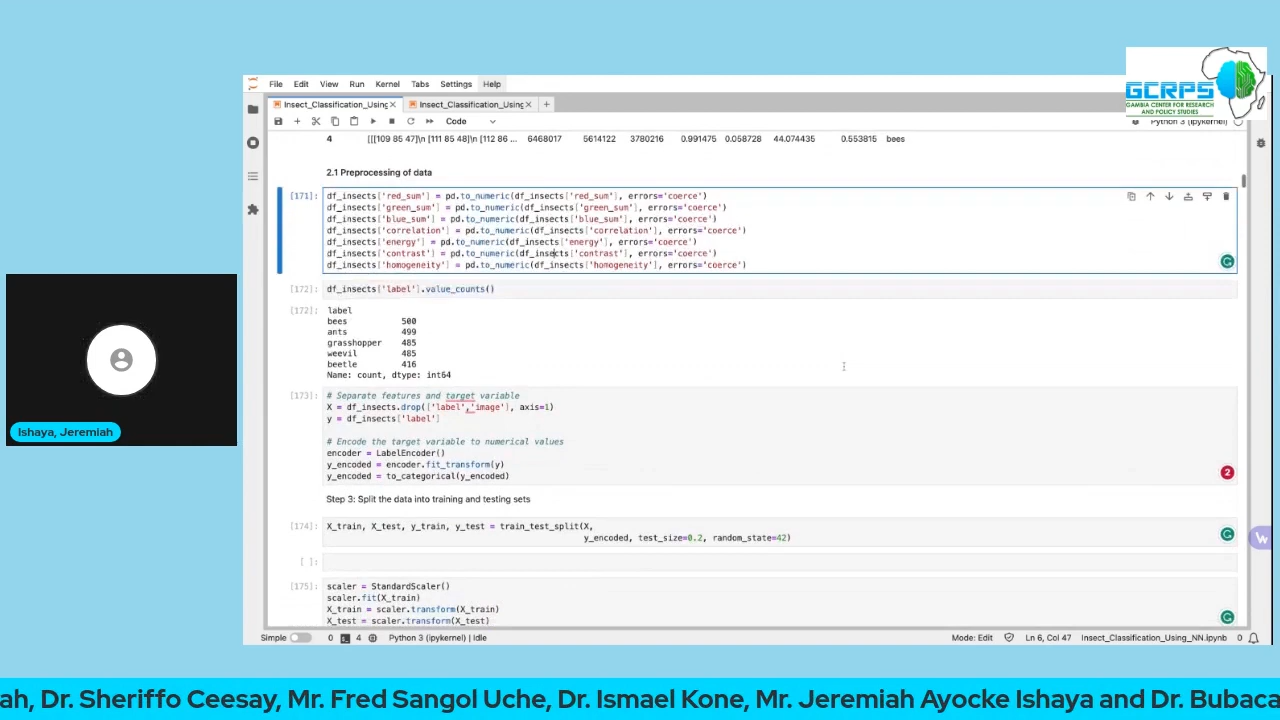 GCRPS
GAMBIA CENTER FOR RESEARCH
AND POLICY STUDIES
File Edit View Run Kernel Tabs Settings Help
Insect_Classification_Using × Insect_Classification_Using ×
Code
Python 3 (ipykernel)
4 [[[109 85 47]\n [111 85 48]\n [112 86 ... 6468017 5614122 3780216 0.991475 0.058728 44.074435 0.553815 bees
2.1 Preprocessing of data
[171]: df_insects['red_sum'] = pd.to_numeric(df_insects['red_sum'], errors='coerce')
df_insects['green_sum'] = pd.to_numeric(df_insects['green_sum'], errors='coerce')
df_insects['blue_sum'] = pd.to_numeric(df_insects['blue_sum'], errors='coerce')
df_insects['correlation'] = pd.to_numeric(df_insects['correlation'], errors='coerce')
df_insects['energy'] = pd.to_numeric(df_insects['energy'], errors='coerce')
df_insects['contrast'] = pd.to_numeric(df_insects['contrast'], errors='coerce')
df_insects['homogeneity'] = pd.to_numeric(df_insects['homogeneity'], errors='coerce')
[172]: df_insects['label'].value_counts()
[172]: label
bees 500
ants 499
grasshopper 485
weevil 485
beetle 416
Name: count, dtype: int64
[173]: # Separate features and target variable
X = df_insects.drop(['label','image'], axis=1)
y = df_insects['label']
# Encode the target variable to numerical values
encoder = LabelEncoder()
y_encoded = encoder.fit_transform(y)
y_encoded = to_categorical(y_encoded)
2
Step 3: Split the data into training and testing sets
[174]: X_train, X_test, y_train, y_test = train_test_split(X,
y_encoded, test_size=0.2, random_state=42)
[ ]:
[175]: scaler = StandardScaler()
scaler.fit(X_train)
X_train = scaler.transform(X_train)
X_test = scaler.transform(X_test)
Simple 0 4 Python 3 (ipykernel) | Idle Mode: Edit Ln 6, Col 47 Insect_Classification_Using_NN.ipynb 0
Ishaya, Jeremiah
ah, Dr. Sheriffo Ceesay, Mr. Fred Sangol Uche, Dr. Ismael Kone, Mr. Jeremiah Ayocke Ishaya and Dr. Bubaca